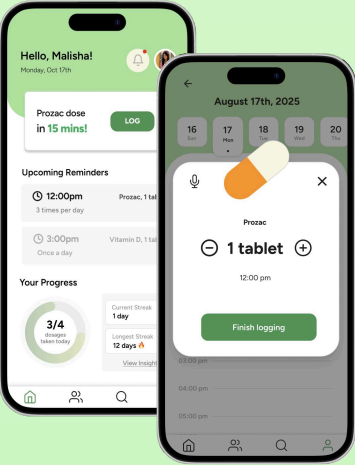 Hello, Malisha!
Monday, Oct 17th
Prozac dose
in 15 mins!
LOG
Upcoming Reminders
12:00pm
Prozac, 1 tab
3 times per day
3:00pm
Vitamin D, 1 tab
Once a day
Your Progress
3/4
dosages
taken today
Current Streak
1 day
Longest Streak
12 days 🔥
View Insight
August 17th, 2025
16
Sun
17
Mon
18
Tue
19
Wed
20
Thu
Prozac
1 tablet
12:00 pm
Finish logging
03:00 pm
04:00 pm
05:00 pm